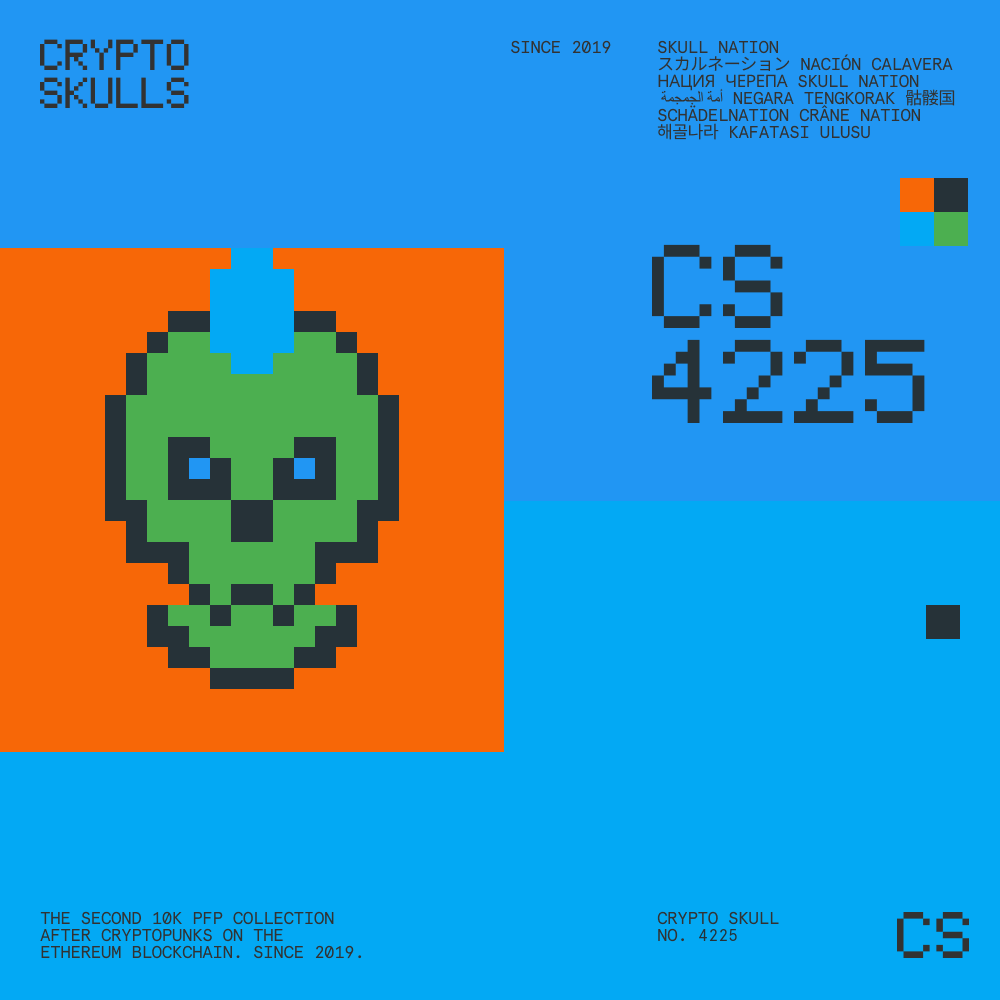 CRYPTO
SKULLS
SINCE 2019
SKULL NATION
スカルネーション NACIÓN CALAVERA
НАЦИЯ ЧЕРЕПА SKULL NATION
أمة الجمجمة NEGARA TENGKORAK 骷髅国
SCHÄDELNATION CRÂNE NATION
해골나라 KAFATASI ULUSU
CS
4225
THE SECOND 10K PFP COLLECTION
AFTER CRYPTOPUNKS ON THE
ETHEREUM BLOCKCHAIN. SINCE 2019.
CRYPTO SKULL
NO. 4225
CS